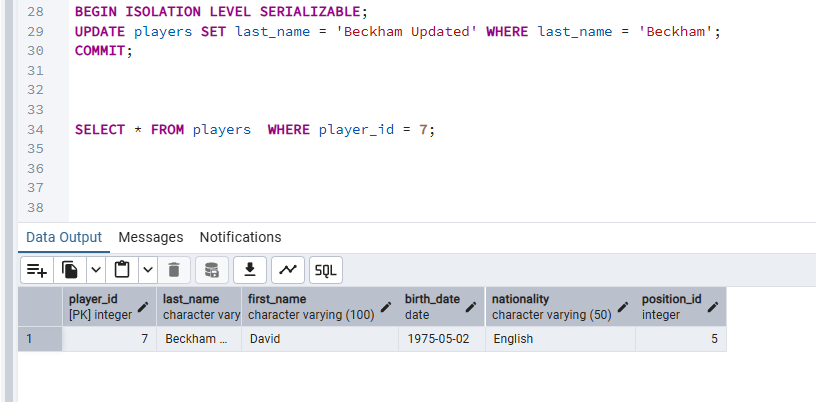 28 BEGIN ISOLATION LEVEL SERIALIZABLE;
29 UPDATE players SET last_name = 'Beckham Updated' WHERE last_name = 'Beckham';
30 COMMIT;
31
32
33
34 SELECT * FROM players  WHERE player_id = 7;
35
36
37
38
Data Output Messages Notifications
SQL
player_id last_name first_name birth_date nationality position_id
[PK] integer character vary character varying (100) date character varying (50) integer
1 7 Beckham ... David 1975-05-02 English 5